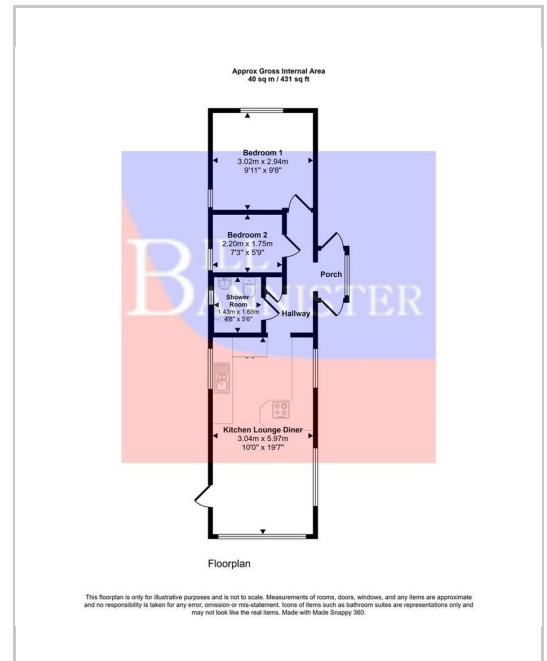 Approx Gross Internal Area
40 sq m / 431 sq ft
Bedroom 1
3.02m x 2.94m
9'11" x 9'8"
Bedroom 2
2.20m x 1.75m
7'3" x 5'9"
Porch
BILL
BANNISTER
Shower
Room
1.43m x 1.68m
4'8" x 5'6"
Hallway
Kitchen Lounge Diner
3.04m x 5.97m
10'0" x 19'7"
Floorplan
This floorplan is only for illustrative purposes and is not to scale. Measurements of rooms, doors, windows, and any items are approximate
and no responsibility is taken for any error, omission or mis-statement. Icons of items such as bathroom suites are representations only and
may not look like the real items. Made with Made Snappy 360.